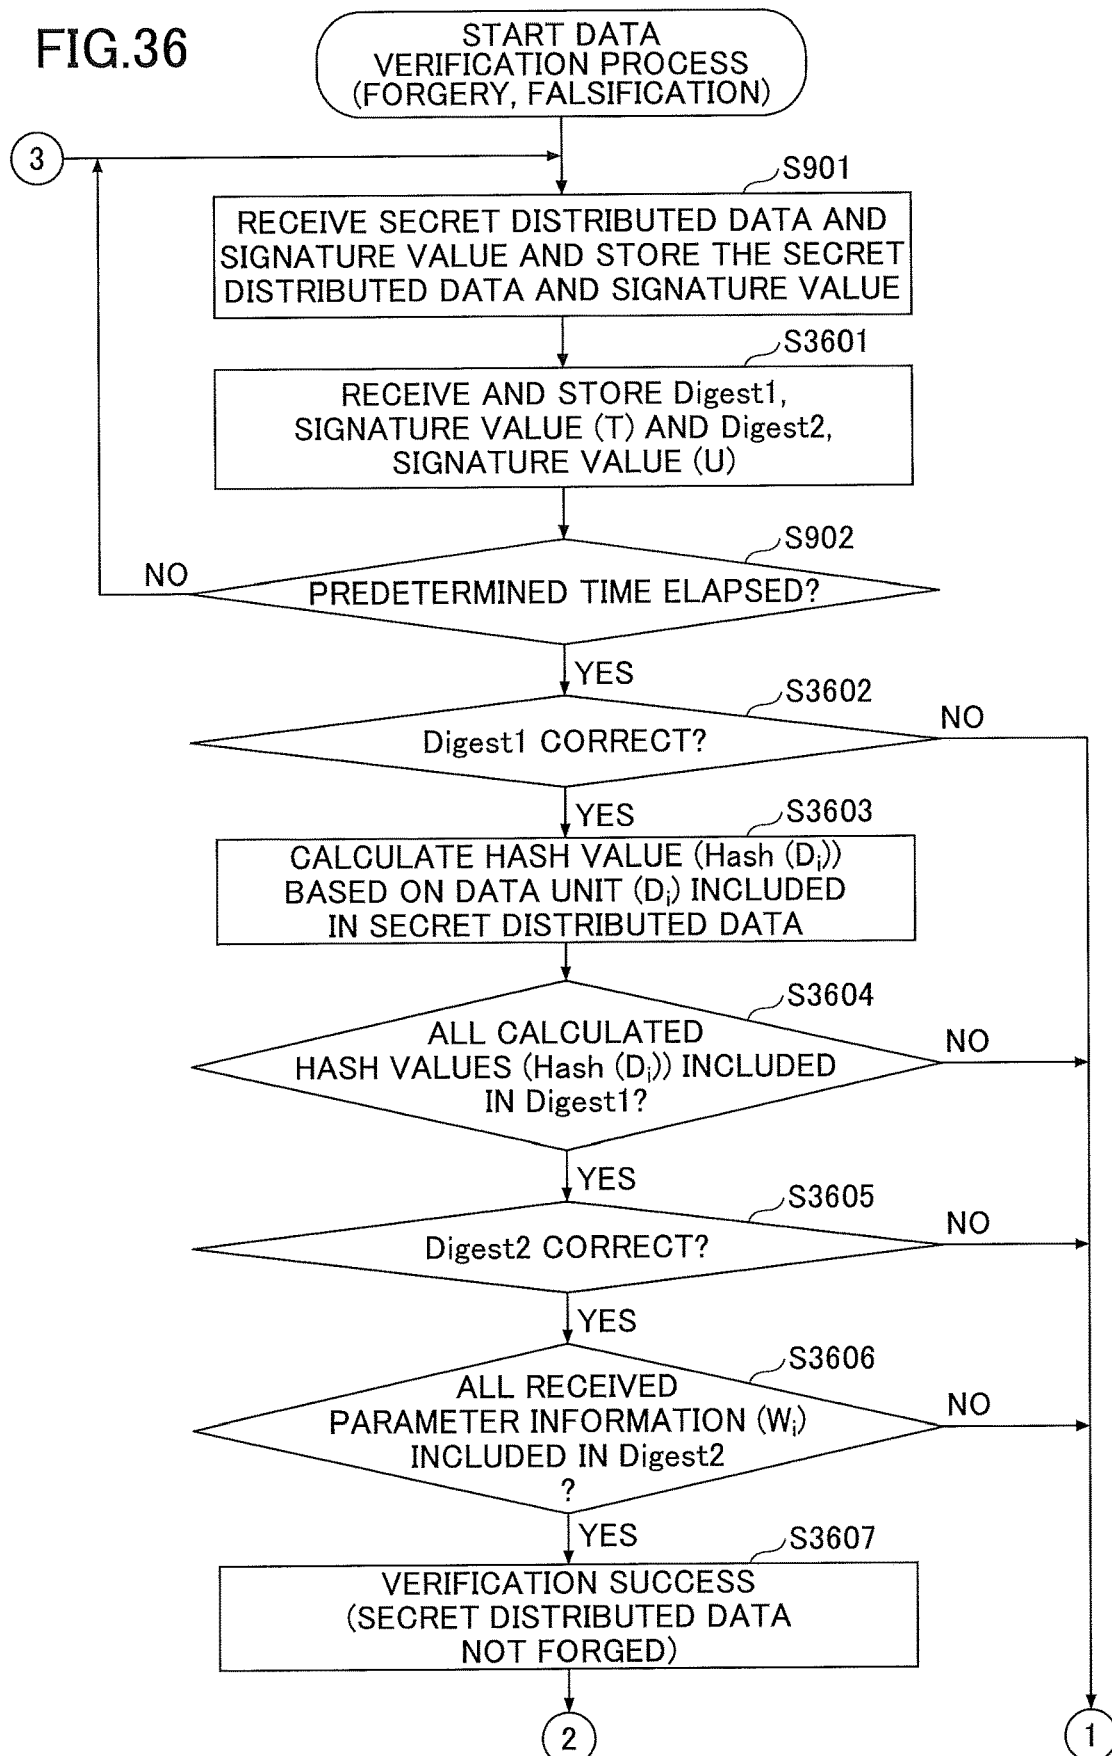 FIG.36
START DATA
VERIFICATION PROCESS
(FORGERY, FALSIFICATION)
3
S901
RECEIVE SECRET DISTRIBUTED DATA AND
SIGNATURE VALUE AND STORE THE SECRET
DISTRIBUTED DATA AND SIGNATURE VALUE
S3601
RECEIVE AND STORE Digest1,
SIGNATURE VALUE (T) AND Digest2,
SIGNATURE VALUE (U)
S902
NO
PREDETERMINED TIME ELAPSED?
YES
S3602
NO
Digest1 CORRECT?
YES
S3603
CALCULATE HASH VALUE (Hash (Di))
BASED ON DATA UNIT (Di) INCLUDED
IN SECRET DISTRIBUTED DATA
S3604
ALL CALCULATED
NO
HASH VALUES (Hash (Di)) INCLUDED
IN Digest1?
YES
S3605
NO
Digest2 CORRECT?
YES
S3606
ALL RECEIVED
NO
PARAMETER INFORMATION (Wi)
INCLUDED IN Digest2
?
YES
S3607
VERIFICATION SUCCESS
(SECRET DISTRIBUTED DATA
NOT FORGED)
2
1